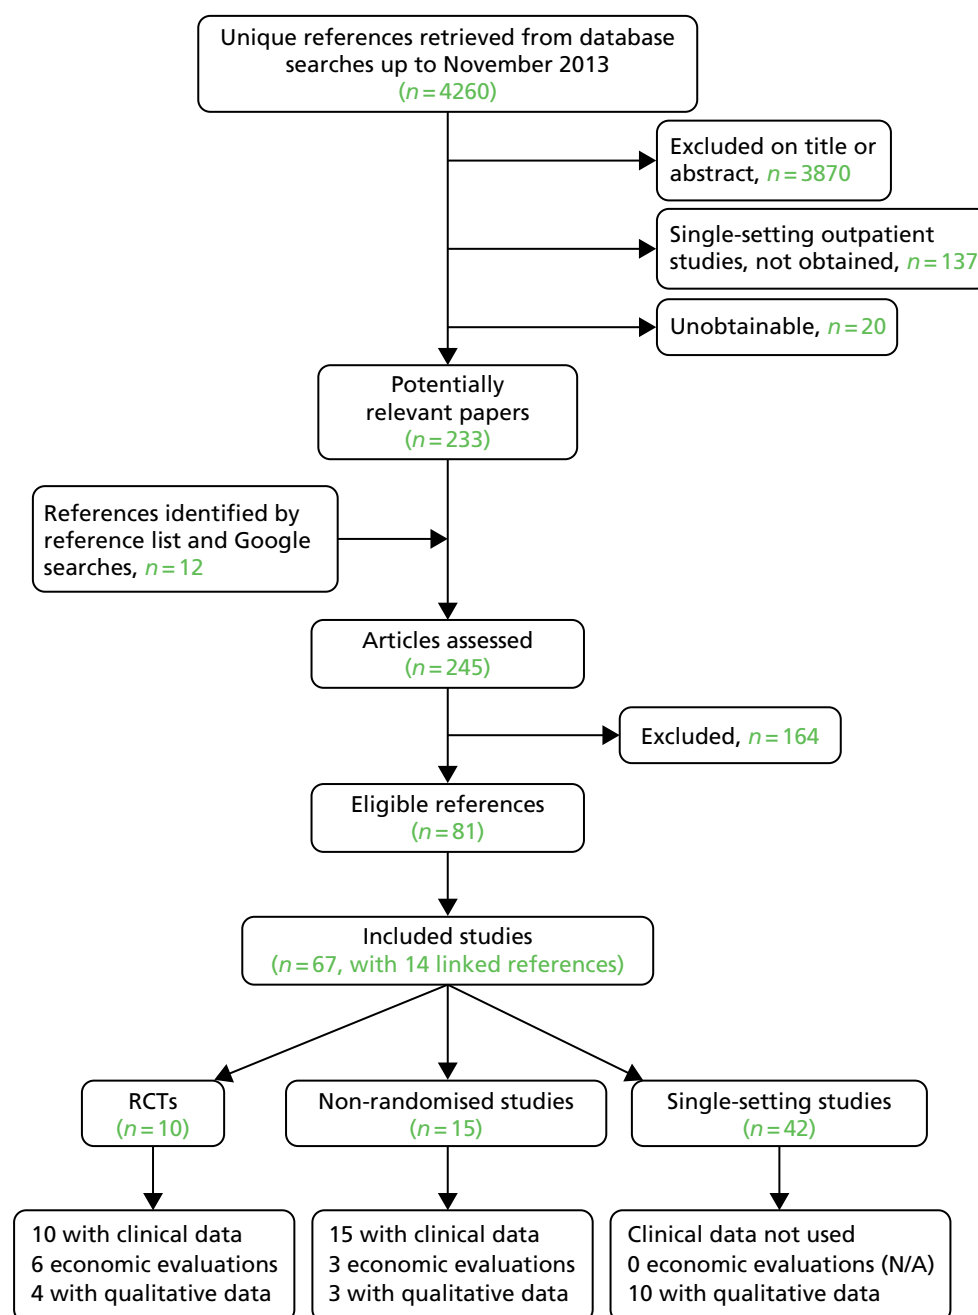 Unique references retrieved from database
searches up to November 2013
(n=4260)
Excluded on title or
abstract, n=3870
Single-setting outpatient
studies, not obtained, n=137
Unobtainable, n=20
Potentially
relevant papers
(n=233)
References identified by
reference list and Google
searches, n=12
Articles assessed
(n=245)
Excluded, n=164
Eligible references
(n=81)
Included studies
(n=67, with 14 linked references)
RCTs
(n=10)
Non-randomised studies
(n=15)
Single-setting studies
(n=42)
10 with clinical data
6 economic evaluations
4 with qualitative data
15 with clinical data
3 economic evaluations
3 with qualitative data
Clinical data not used
0 economic evaluations (N/A)
10 with qualitative data